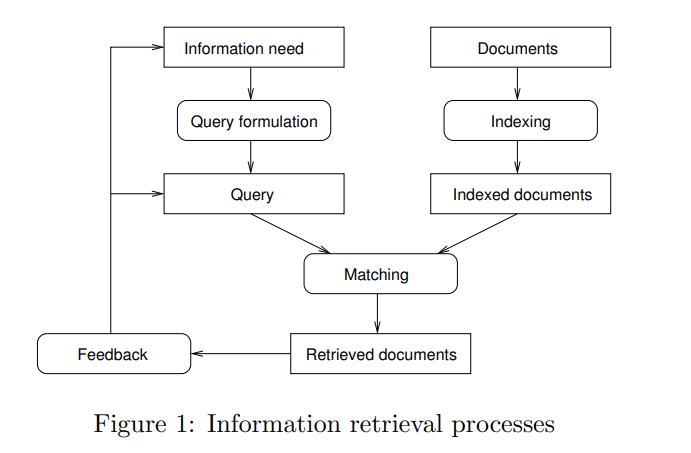 Information need
Documents
Query formulation
Indexing
Query
Indexed documents
Matching
Feedback
Retrieved documents
Figure 1: Information retrieval processes